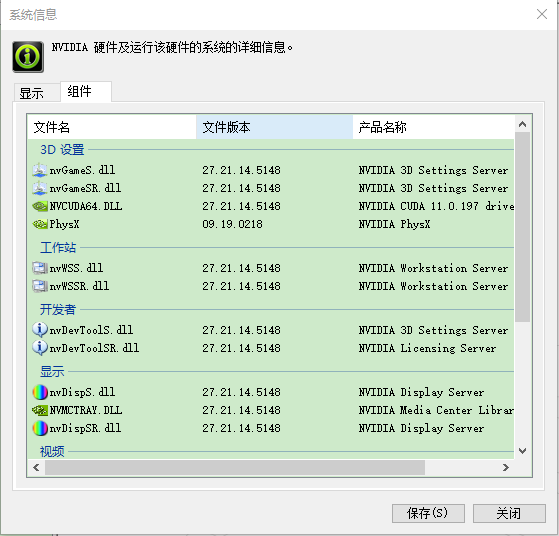 系统信息
NVIDIA 硬件及运行该硬件的系统的详细信息。
显示 组件
文件名 文件版本 产品名称
3D 设置
nvGameS.dll 27.21.14.5148 NVIDIA 3D Settings Server
nvGameSR.dll 27.21.14.5148 NVIDIA 3D Settings Server
NVCUDA64.DLL 27.21.14.5148 NVIDIA CUDA 11.0.197 drive
PhysX 09.19.0218 NVIDIA PhysX
工作站
nvWSS.dll 27.21.14.5148 NVIDIA Workstation Server
nvWSSR.dll 27.21.14.5148 NVIDIA Workstation Server
开发者
nvDevToolS.dll 27.21.14.5148 NVIDIA 3D Settings Server
nvDevToolSR.dll 27.21.14.5148 NVIDIA Licensing Server
显示
nvDispS.dll 27.21.14.5148 NVIDIA Display Server
NVMCTRAY.DLL 27.21.14.5148 NVIDIA Media Center Librar
nvDispSR.dll 27.21.14.5148 NVIDIA Display Server
视频
保存(S) 关闭